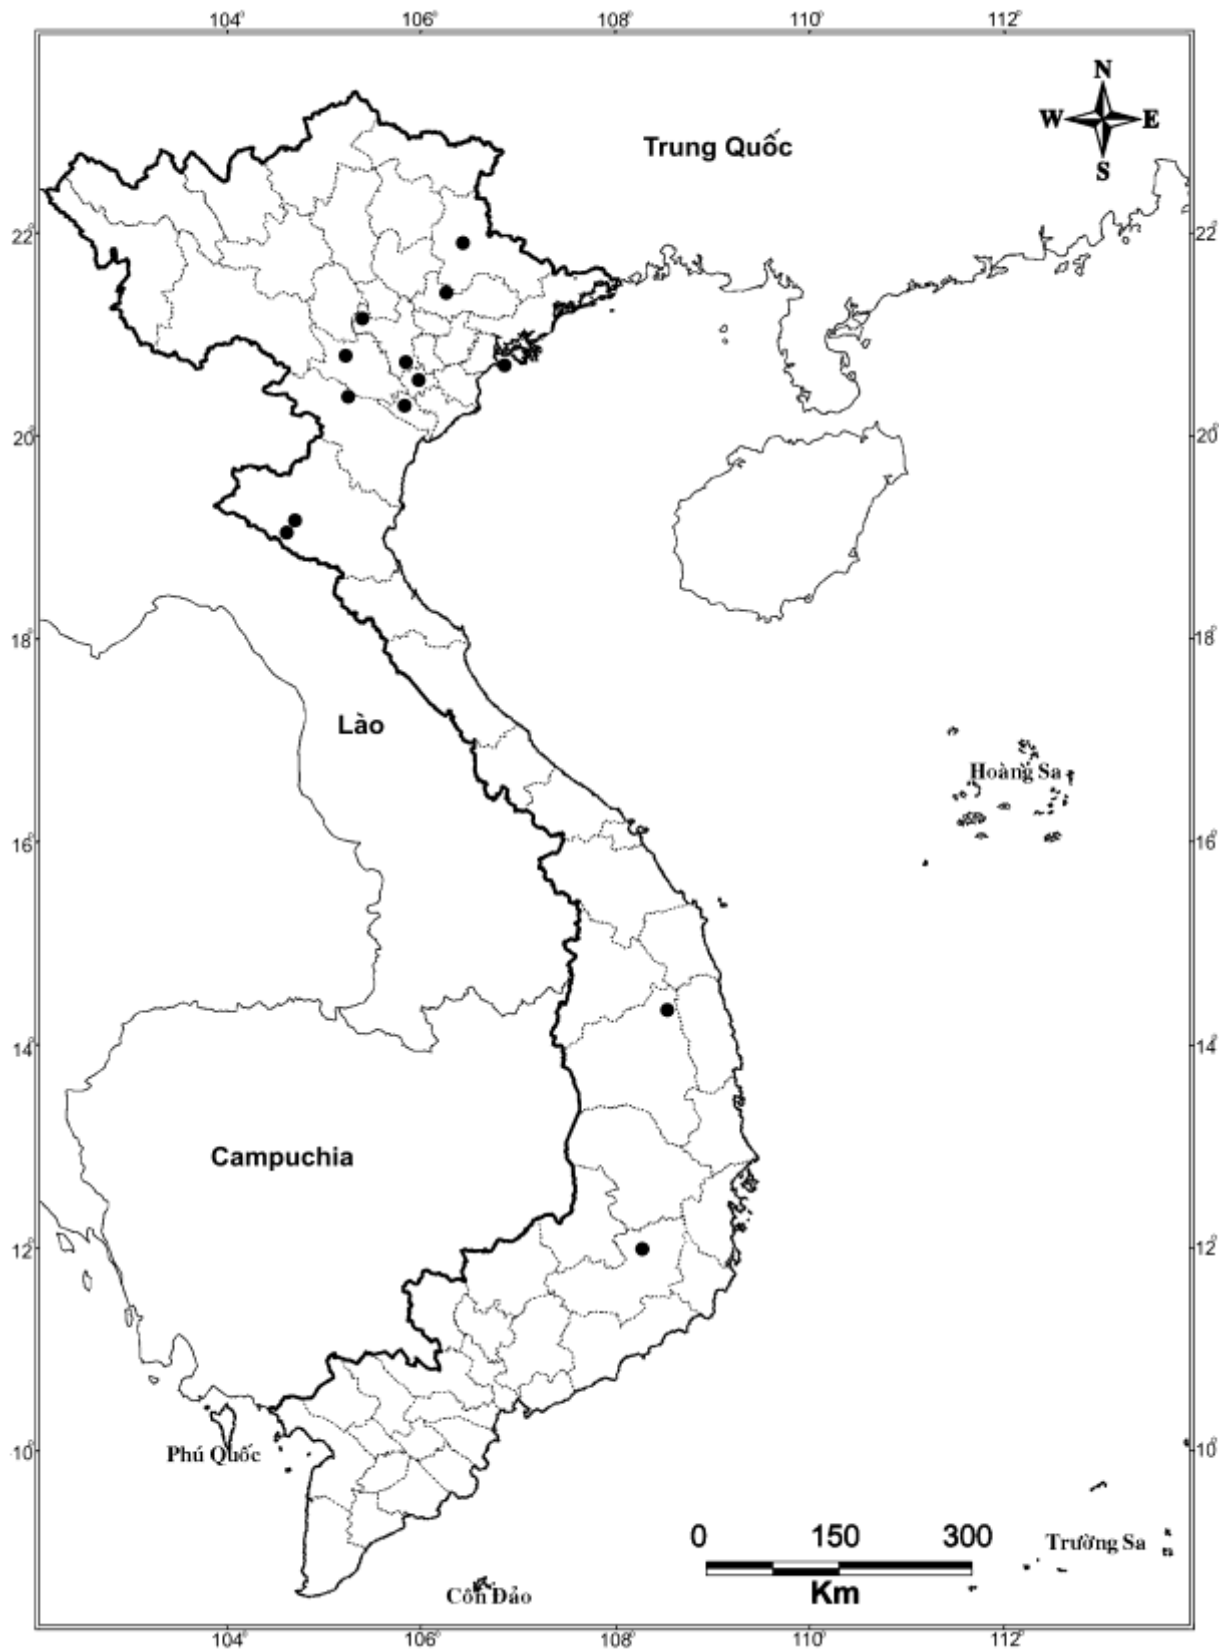 104° 106° 108° 110° 112°
N
W E
S
Trung Quốc
22° 22°
20° 20°
18° 18°
Lào
Hoàng Sa
16° 16°
14° 14°
Campuchia
12° 12°
10° 10°
Phú Quốc
0 150 300
Km
Trường Sa
Côn Đảo
104° 106° 108° 110° 112°